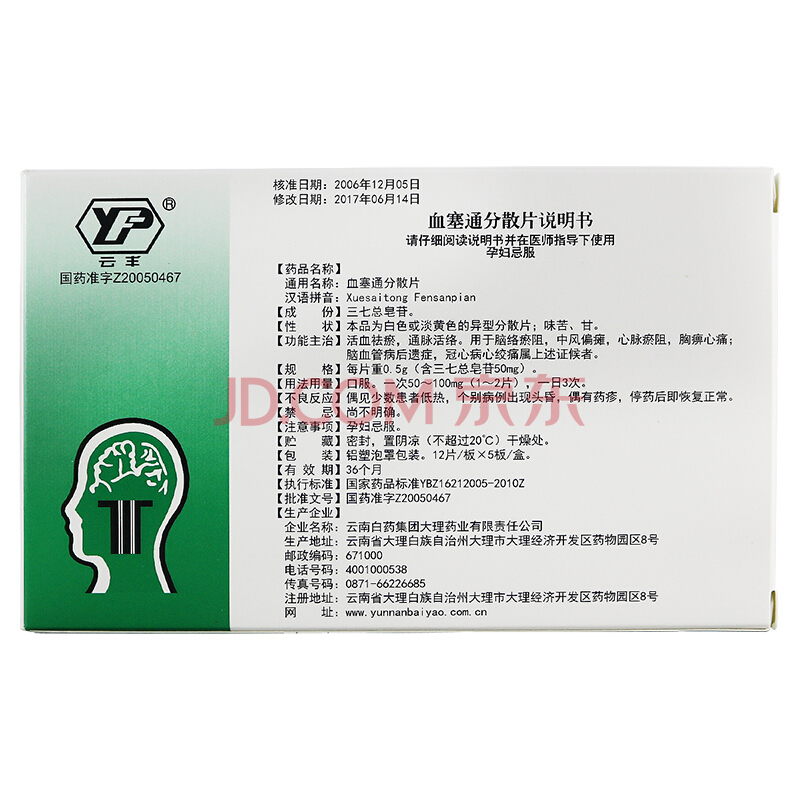 YP®
云丰
国药准字Z20050467
核准日期：2006年12月05日
修改日期：2017年06月14日
血塞通分散片说明书
请仔细阅读说明书并在医师指导下使用
孕妇忌服
【药品名称】
通用名称：血塞通分散片
汉语拼音：Xuesaitong Fensanpian
【成　　份】三七总皂苷。
【性　　状】本品为白色或淡黄色的异型分散片；味苦、甘。
【功能主治】活血祛瘀，通脉活络。用于脑络瘀阻，中风偏瘫，心脉瘀阻，胸痹心痛；
脑血管病后遗症，冠心病心绞痛属上述证候者。
【规　　格】每片重0.5g（含三七总皂苷50mg）。
【用法用量】口服，一次50～100mg（1～2片），一日3次。
【不良反应】偶见少数患者低热，个别病例出现头昏，偶有药疹，停药后即恢复正常。
【禁　　忌】尚不明确。
【注意事项】孕妇忌服。
【贮　　藏】密封，置阴凉（不超过20℃）干燥处。
【包　　装】铝塑泡罩包装。12片/板×5板/盒。
【有 效 期】36个月
【执行标准】国家药品标准YBZ16212005-2010Z
【批准文号】国药准字Z20050467
【生产企业】
企业名称：云南白药集团大理药业有限责任公司
生产地址：云南省大理白族自治州大理市大理经济开发区药物园区8号
邮政编码：671000
电话号码：4001000538
传真号码：0871-66226685
注册地址：云南省大理白族自治州大理市大理经济开发区药物园区8号
网　　址：www.yunnanbaiyao.com.cn
JD.COM 京东